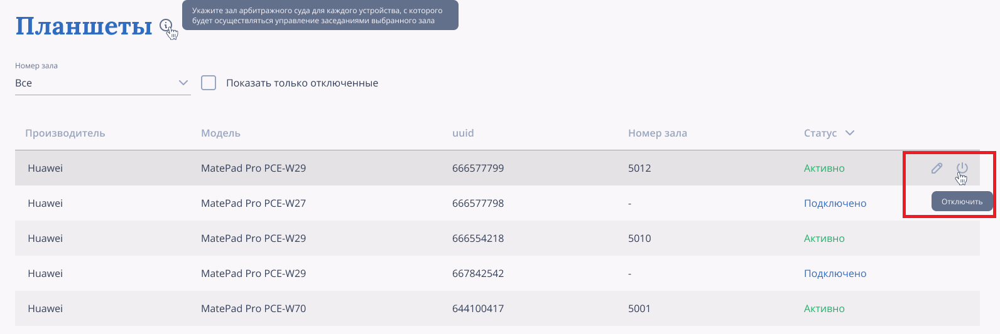 Укажите зал арбитражного суда для каждого устройства, с которого
будет осуществляться управление заседаниями выбранного зала
Планшеты
Номер зала
Все
Показать только отключенные
Производитель Модель uuid Номер зала Статус
Huawei MatePad Pro PCE-W29 666577799 5012 Активно
Отключить
Huawei MatePad Pro PCE-W27 666577798 - Подключено
Huawei MatePad Pro PCE-W29 666554218 5010 Активно
Huawei MatePad Pro PCE-W29 667842542 - Подключено
Huawei MatePad Pro PCE-W70 644100417 5001 Активно